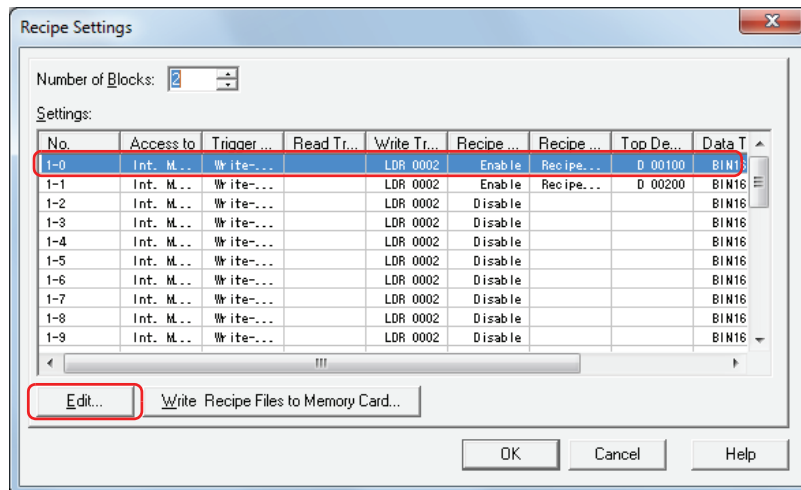 Recipe Settings
Number of Blocks: 2
Settings:
No. Access to Trigger ... Read Tr... Write Tr... Recipe ... Recipe ... Top De... Data T
1-0 Int. M... Write-... LDR 0002 Enable Recipe... D 00100 BIN16
1-1 Int. M... Write-... LDR 0002 Enable Recipe... D 00200 BIN16
1-2 Int. M... Write-... LDR 0002 Disable BIN16
1-3 Int. M... Write-... LDR 0002 Disable BIN16
1-4 Int. M... Write-... LDR 0002 Disable BIN16
1-5 Int. M... Write-... LDR 0002 Disable BIN16
1-6 Int. M... Write-... LDR 0002 Disable BIN16
1-7 Int. M... Write-... LDR 0002 Disable BIN16
1-8 Int. M... Write-... LDR 0002 Disable BIN16
1-9 Int. M... Write-... LDR 0002 Disable BIN16
Edit... Write Recipe Files to Memory Card...
OK Cancel Help